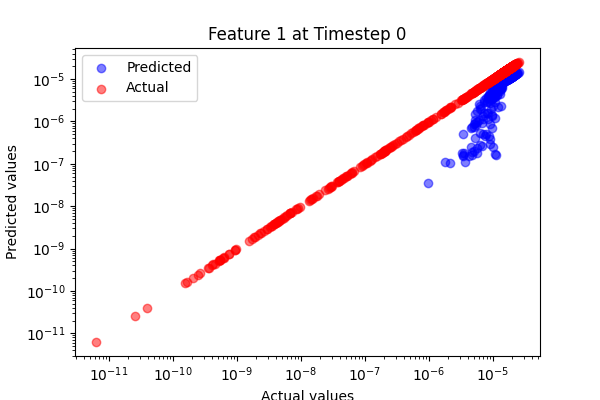 Feature 1 at Timestep 0
Predicted
Actual
Predicted values
10⁻⁵
10⁻⁶
10⁻⁷
10⁻⁸
10⁻⁹
10⁻¹⁰
10⁻¹¹
10⁻¹¹ 10⁻¹⁰ 10⁻⁹ 10⁻⁸ 10⁻⁷ 10⁻⁶ 10⁻⁵
Actual values